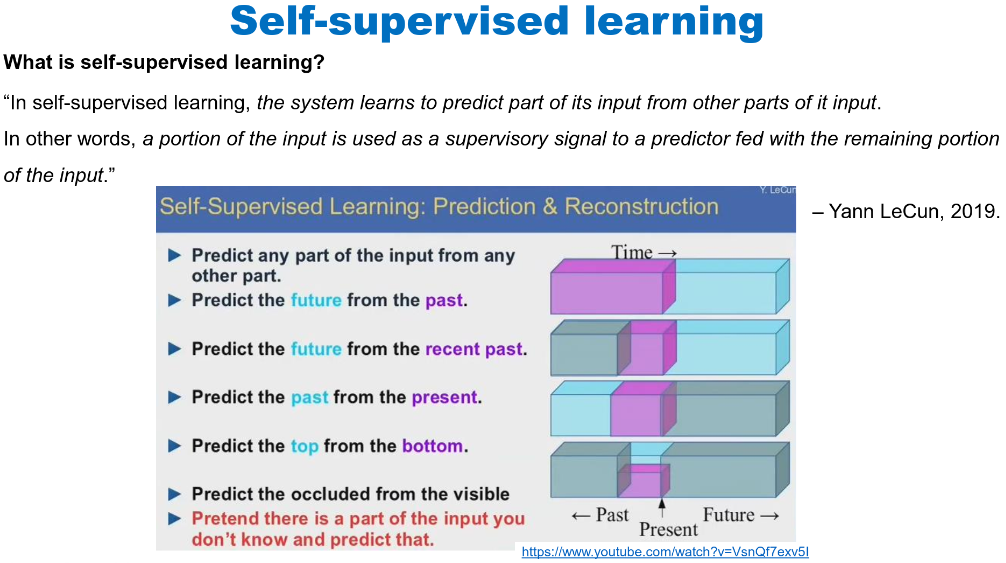 Self-supervised learning
What is self-supervised learning?
“In self-supervised learning, the system learns to predict part of its input from other parts of it input.
In other words, a portion of the input is used as a supervisory signal to a predictor fed with the remaining portion
of the input.”
– Yann LeCun, 2019.
Y. LeCun
Self-Supervised Learning: Prediction & Reconstruction
► Predict any part of the input from any
other part.
► Predict the future from the past.
► Predict the future from the recent past.
► Predict the past from the present.
► Predict the top from the bottom.
► Predict the occluded from the visible
► Pretend there is a part of the input you
don’t know and predict that.
Time →
← Past
Present
Future →
https://www.youtube.com/watch?v=VsnQf7exv5I